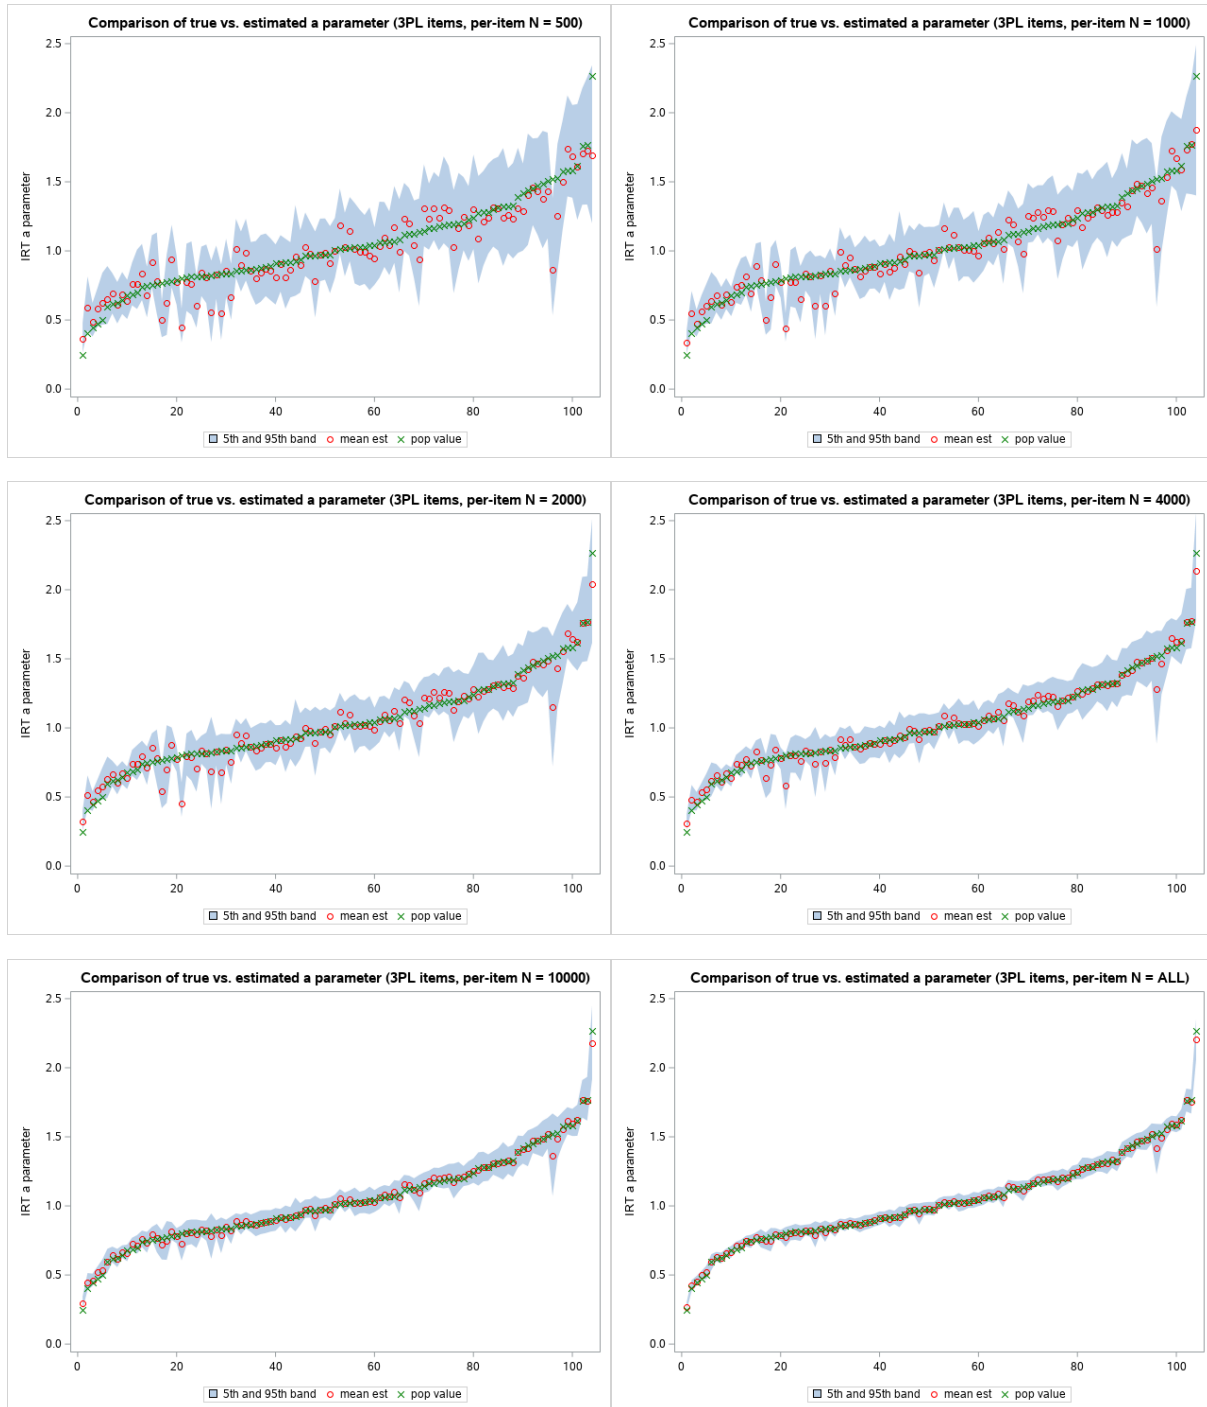 Comparison of true vs. estimated a parameter (3PL items, per-item N = 500)
2.5
2.0
1.5
1.0
0.5
0.0
IRT a parameter
0 20 40 60 80 100
5th and 95th band mean est pop value
Comparison of true vs. estimated a parameter (3PL items, per-item N = 1000)
2.5
2.0
1.5
1.0
0.5
0.0
IRT a parameter
0 20 40 60 80 100
5th and 95th band mean est pop value
Comparison of true vs. estimated a parameter (3PL items, per-item N = 2000)
2.5
2.0
1.5
1.0
0.5
0.0
IRT a parameter
0 20 40 60 80 100
5th and 95th band mean est pop value
Comparison of true vs. estimated a parameter (3PL items, per-item N = 4000)
2.5
2.0
1.5
1.0
0.5
0.0
IRT a parameter
0 20 40 60 80 100
5th and 95th band mean est pop value
Comparison of true vs. estimated a parameter (3PL items, per-item N = 10000)
2.5
2.0
1.5
1.0
0.5
0.0
IRT a parameter
0 20 40 60 80 100
5th and 95th band mean est pop value
Comparison of true vs. estimated a parameter (3PL items, per-item N = ALL)
2.5
2.0
1.5
1.0
0.5
0.0
IRT a parameter
0 20 40 60 80 100
5th and 95th band mean est pop value